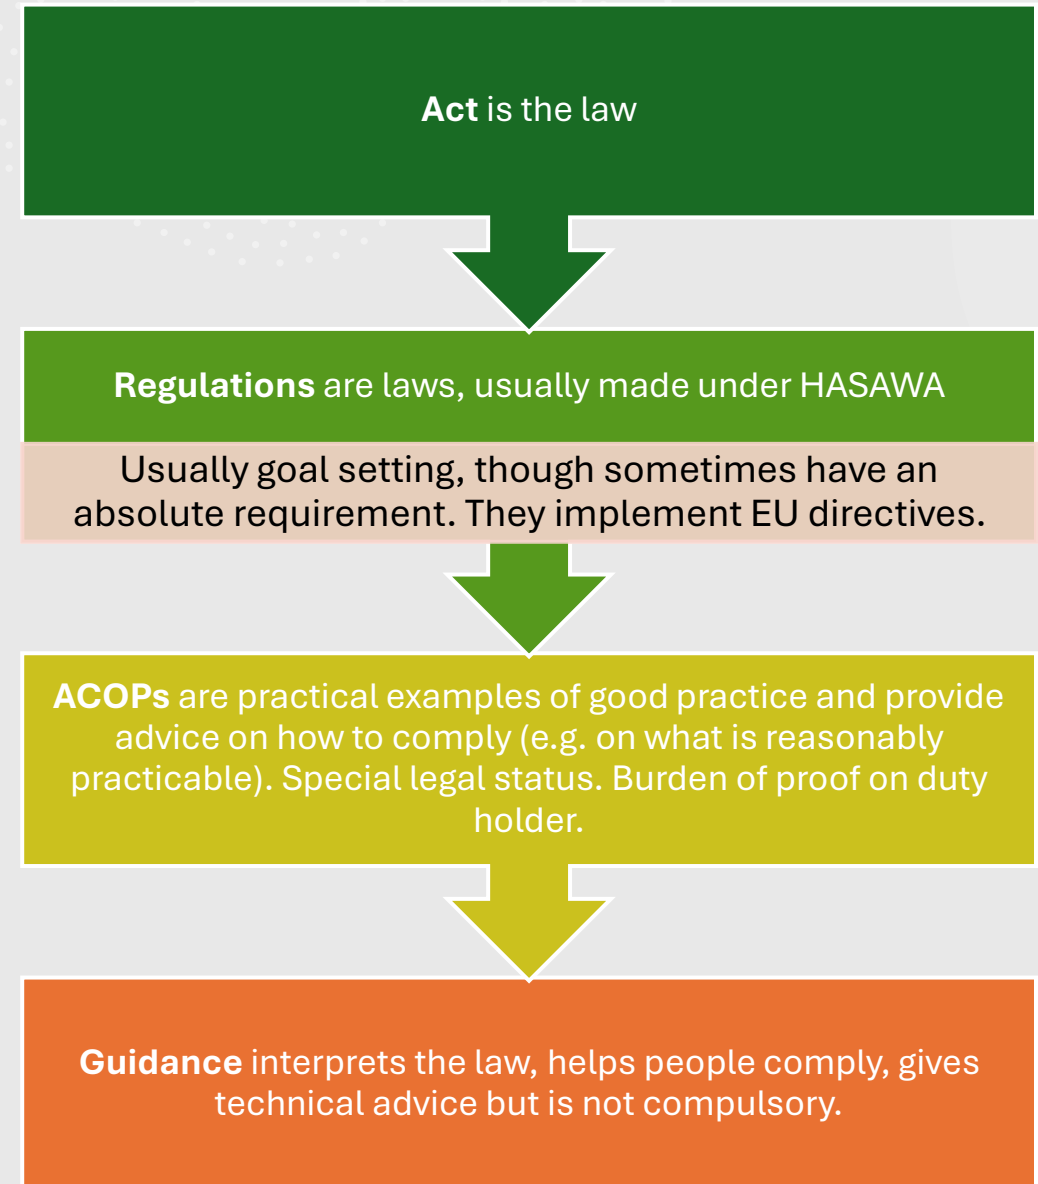 Act is the law
Regulations are laws, usually made under HASAWA
Usually goal setting, though sometimes have an
absolute requirement. They implement EU directives.
ACOPs are practical examples of good practice and provide
advice on how to comply (e.g. on what is reasonably
practicable). Special legal status. Burden of proof on duty
holder.
Guidance interprets the law, helps people comply, gives
technical advice but is not compulsory.